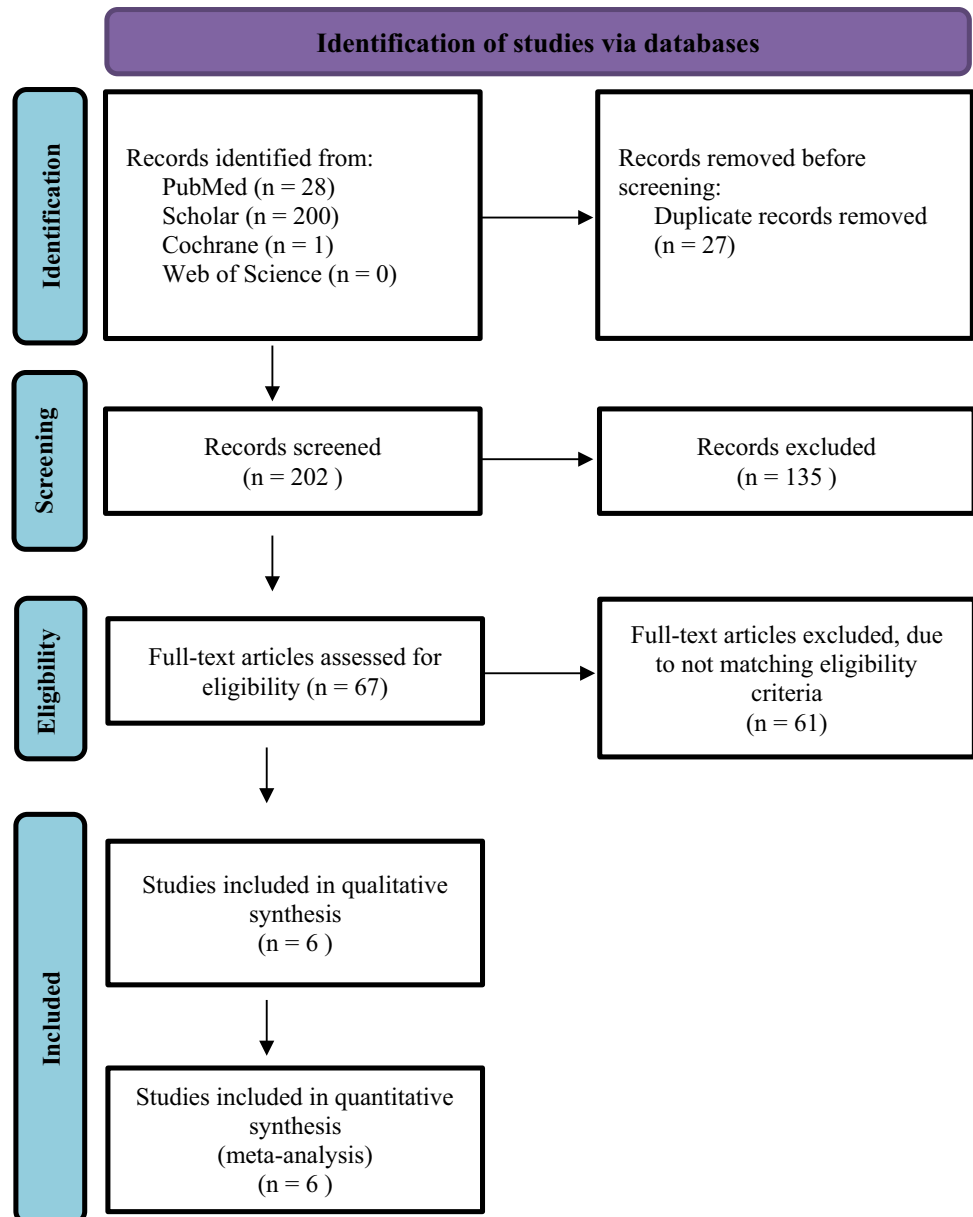 Identification of studies via databases
Identification
Records identified from:
PubMed (n = 28)
Scholar (n = 200)
Cochrane (n = 1)
Web of Science (n = 0)
Records removed before
screening:
Duplicate records removed
(n = 27)
Screening
Records screened
(n = 202 )
Records excluded
(n = 135 )
Eligibility
Full-text articles assessed for
eligibility (n = 67)
Full-text articles excluded, due
to not matching eligibility
criteria
(n = 61)
Included
Studies included in qualitative
synthesis
(n = 6 )
Studies included in quantitative
synthesis
(meta-analysis)
(n = 6 )